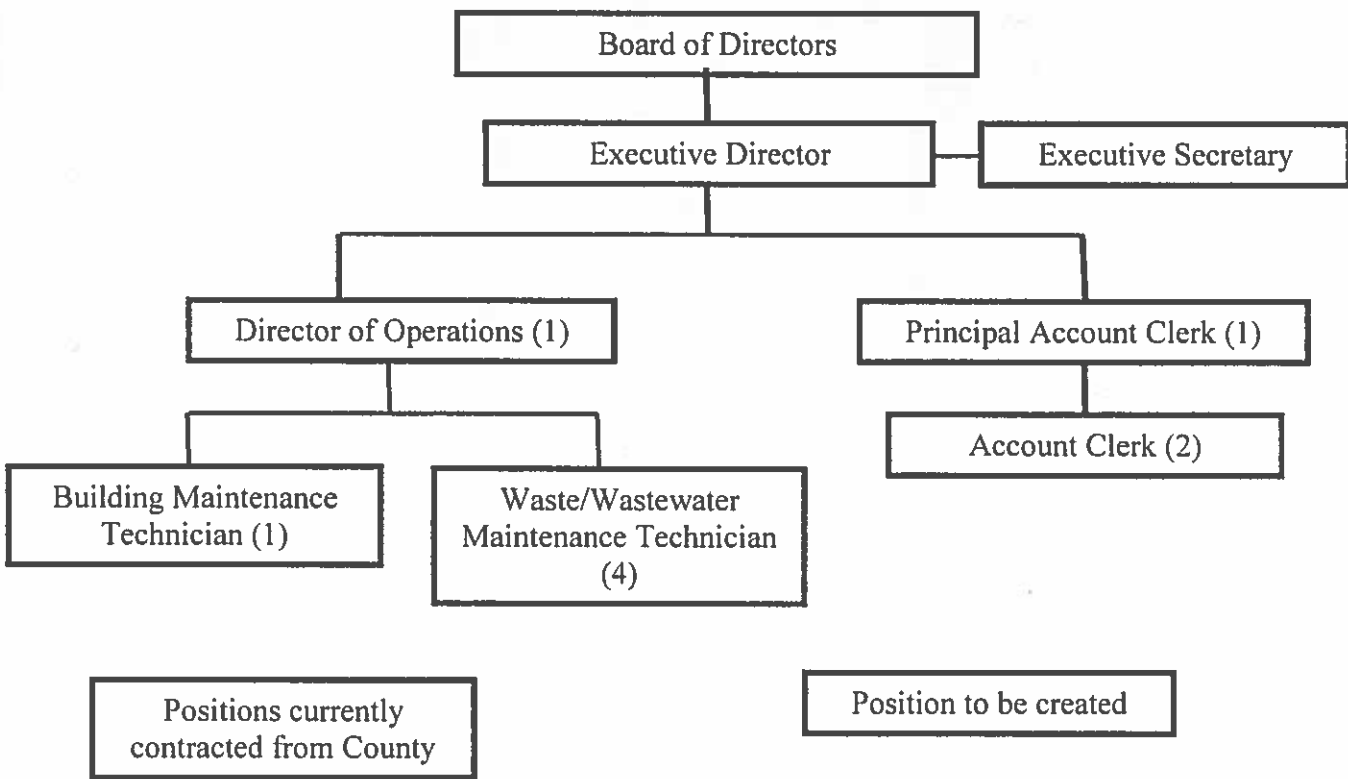 Board of Directors
Executive Director
Executive Secretary
Director of Operations (1)
Principal Account Clerk (1)
Account Clerk (2)
Building Maintenance
Technician (1)
Waste/Wastewater
Maintenance Technician
(4)
Positions currently
contracted from County
Position to be created